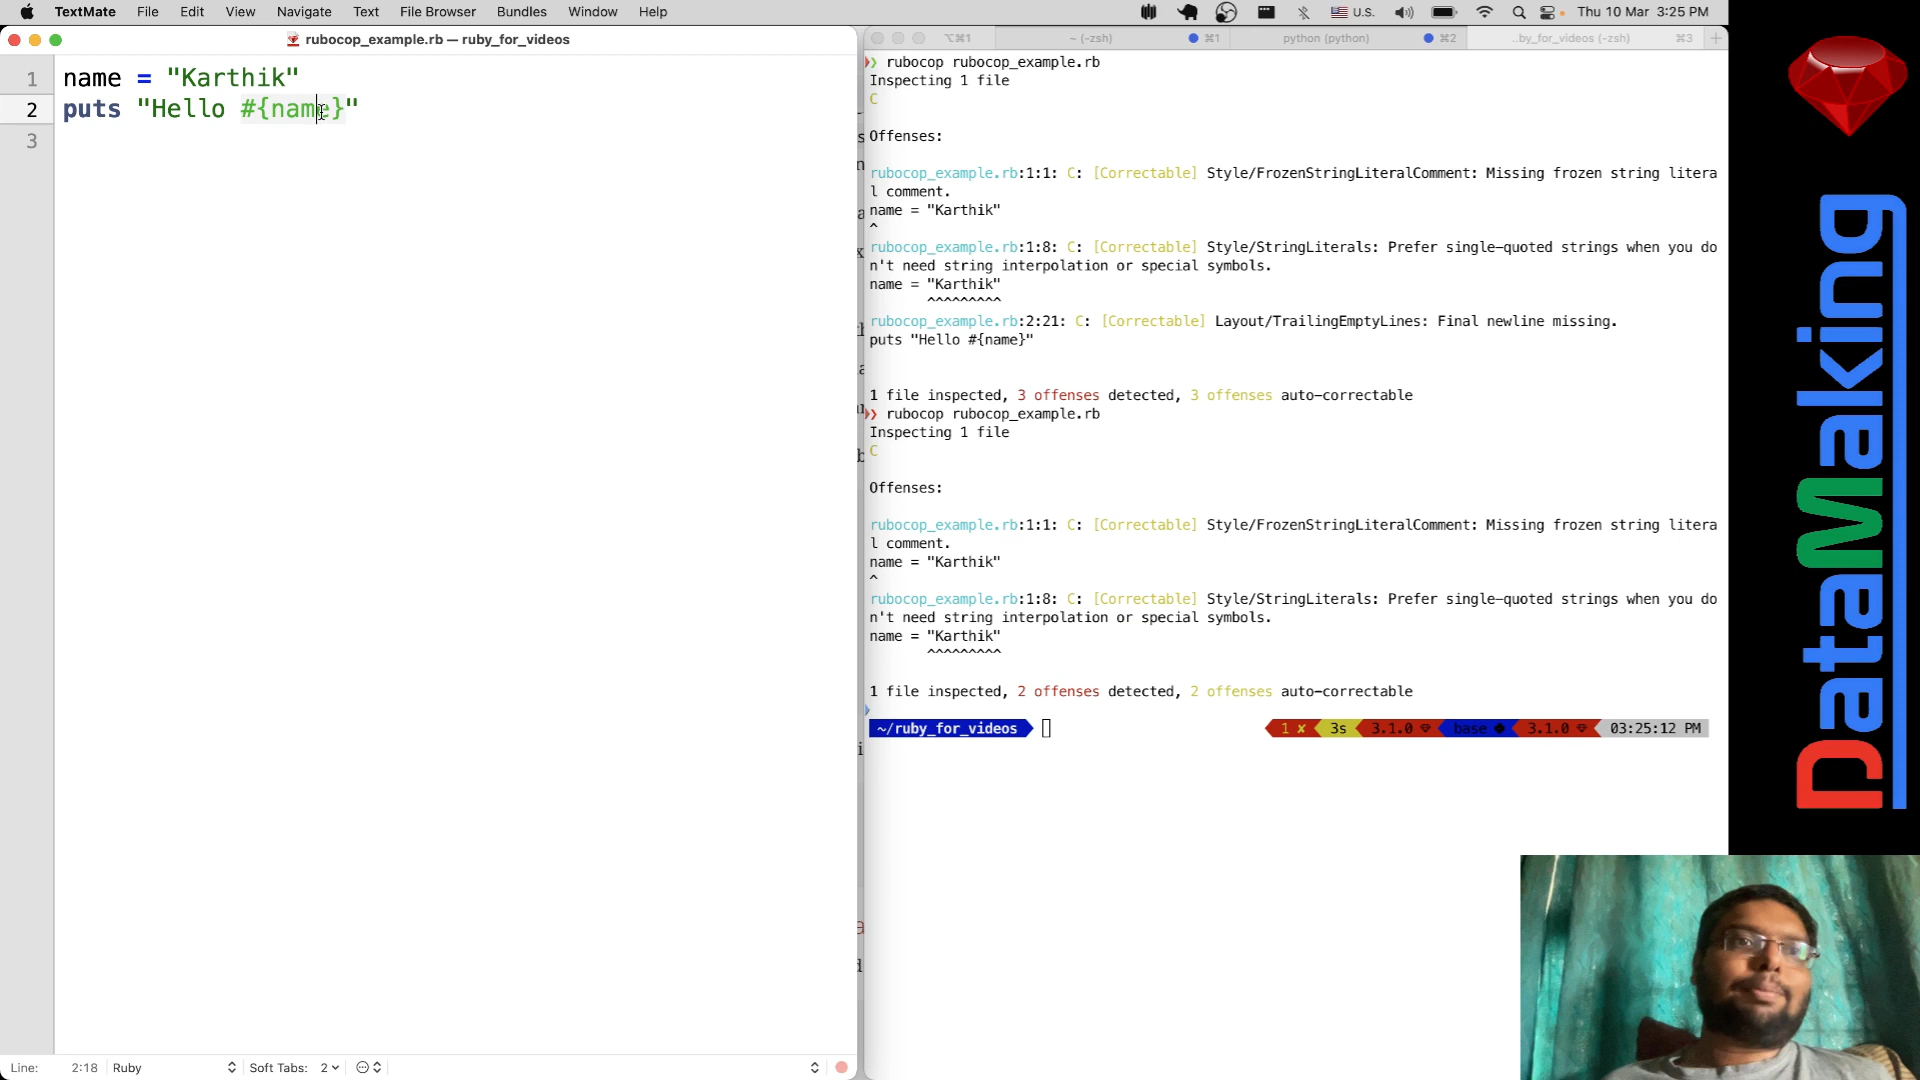 TextMate File Edit View Navigate Text File Browser Bundles Window Help
U.S. Thu 10 Mar 3:25 PM
rubocop_example.rb — ruby_for_videos
1 name = "Karthik"
2 puts "Hello #{name}"
3
Line: 2:18 Ruby Soft Tabs: 2
⌥⌘1 ~ (-zsh) ⌘1 python (python) ⌘2 ..by_for_videos (-zsh) ⌘3
rubocop rubocop_example.rb
Inspecting 1 file
C
Offenses:
rubocop_example.rb:1:1: C: [Correctable] Style/FrozenStringLiteralComment: Missing frozen string litera
l comment.
name = "Karthik"
^
rubocop_example.rb:1:8: C: [Correctable] Style/StringLiterals: Prefer single-quoted strings when you do
n't need string interpolation or special symbols.
name = "Karthik"
^^^^^^^^^
rubocop_example.rb:2:21: C: [Correctable] Layout/TrailingEmptyLines: Final newline missing.
puts "Hello #{name}"
1 file inspected, 3 offenses detected, 3 offenses auto-correctable
rubocop rubocop_example.rb
Inspecting 1 file
C
Offenses:
rubocop_example.rb:1:1: C: [Correctable] Style/FrozenStringLiteralComment: Missing frozen string litera
l comment.
name = "Karthik"
^
rubocop_example.rb:1:8: C: [Correctable] Style/StringLiterals: Prefer single-quoted strings when you do
n't need string interpolation or special symbols.
name = "Karthik"
^^^^^^^^^
1 file inspected, 2 offenses detected, 2 offenses auto-correctable
~/ruby_for_videos 1 ✘ 3s 3.1.0 base 3.1.0 03:25:12 PM
DataMaking